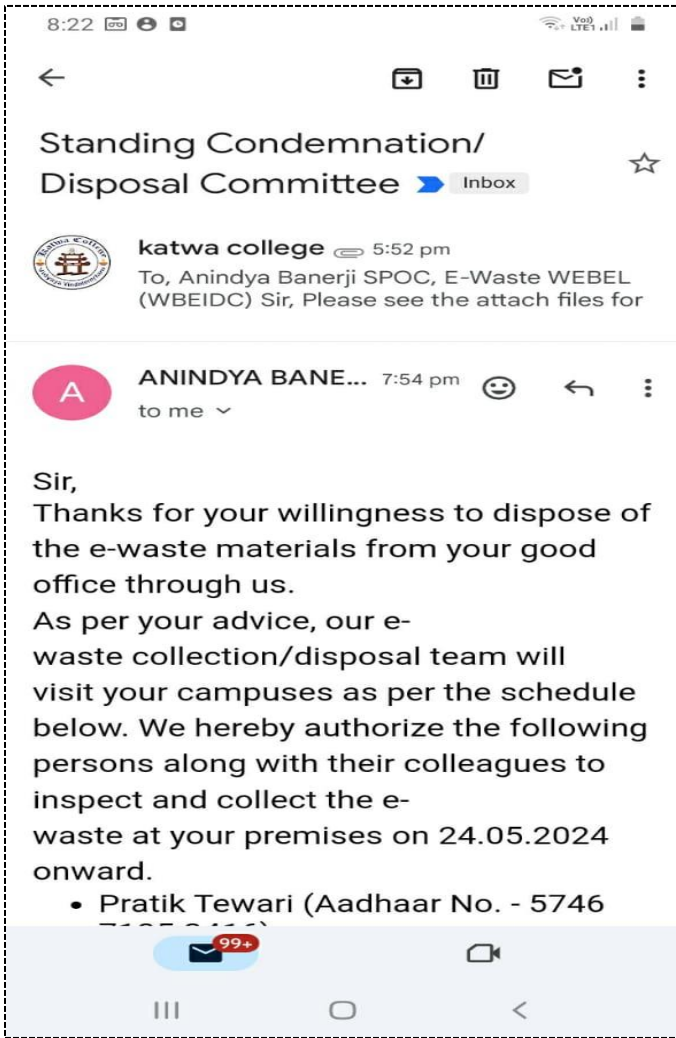 8:22
Vo))
LTE1
Standing Condemnation/
Disposal Committee
Inbox
katwa college 5:52 pm
To, Anindya Banerji SPOC, E-Waste WEBEL
(WBEIDC) Sir, Please see the attach files for
A
ANINDYA BANE... 7:54 pm
to me
Sir,
Thanks for your willingness to dispose of
the e-waste materials from your good
office through us.
As per your advice, our e-
waste collection/disposal team will
visit your campuses as per the schedule
below. We hereby authorize the following
persons along with their colleagues to
inspect and collect the e-
waste at your premises on 24.05.2024
onward.
• Pratik Tewari (Aadhaar No. - 5746
99+